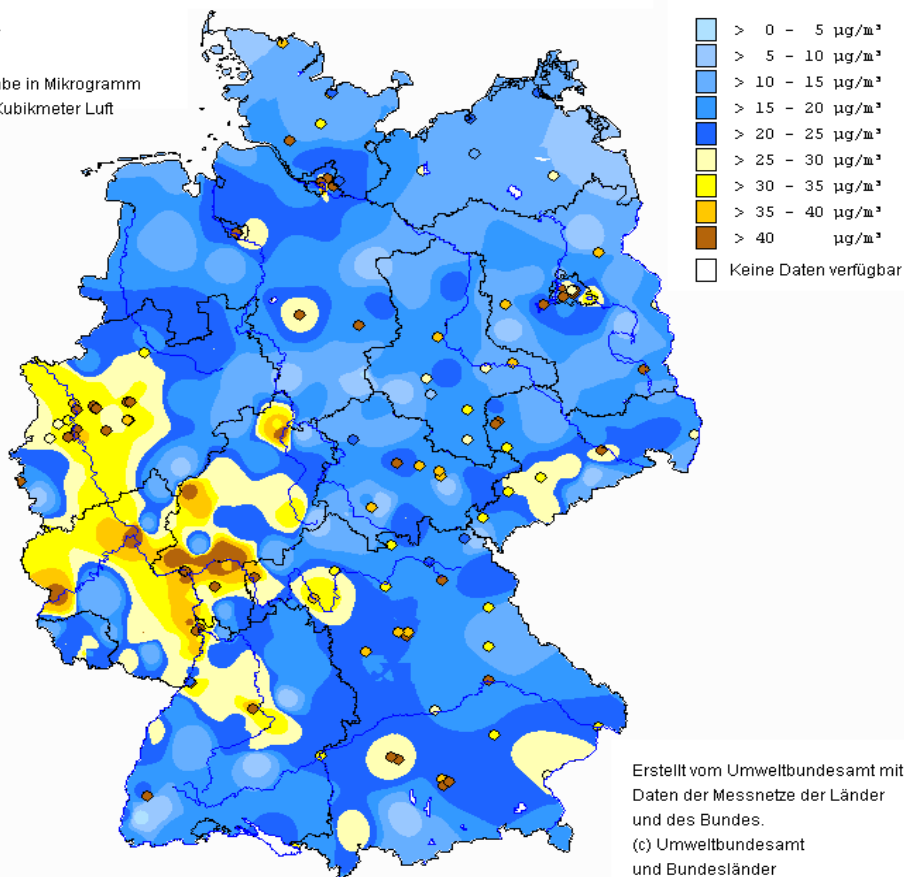 > 0 - 5 µg/m³
> 5 - 10 µg/m³
> 10 - 15 µg/m³
> 15 - 20 µg/m³
> 20 - 25 µg/m³
> 25 - 30 µg/m³
> 30 - 35 µg/m³
> 35 - 40 µg/m³
> 40 µg/m³
Keine Daten verfügbar
in Mikrogramm
Kubikmeter Luft
Erstellt vom Umweltbundesamt mit
Daten der Messnetze der Länder
und des Bundes.
(c) Umweltbundesamt
und Bundesländer